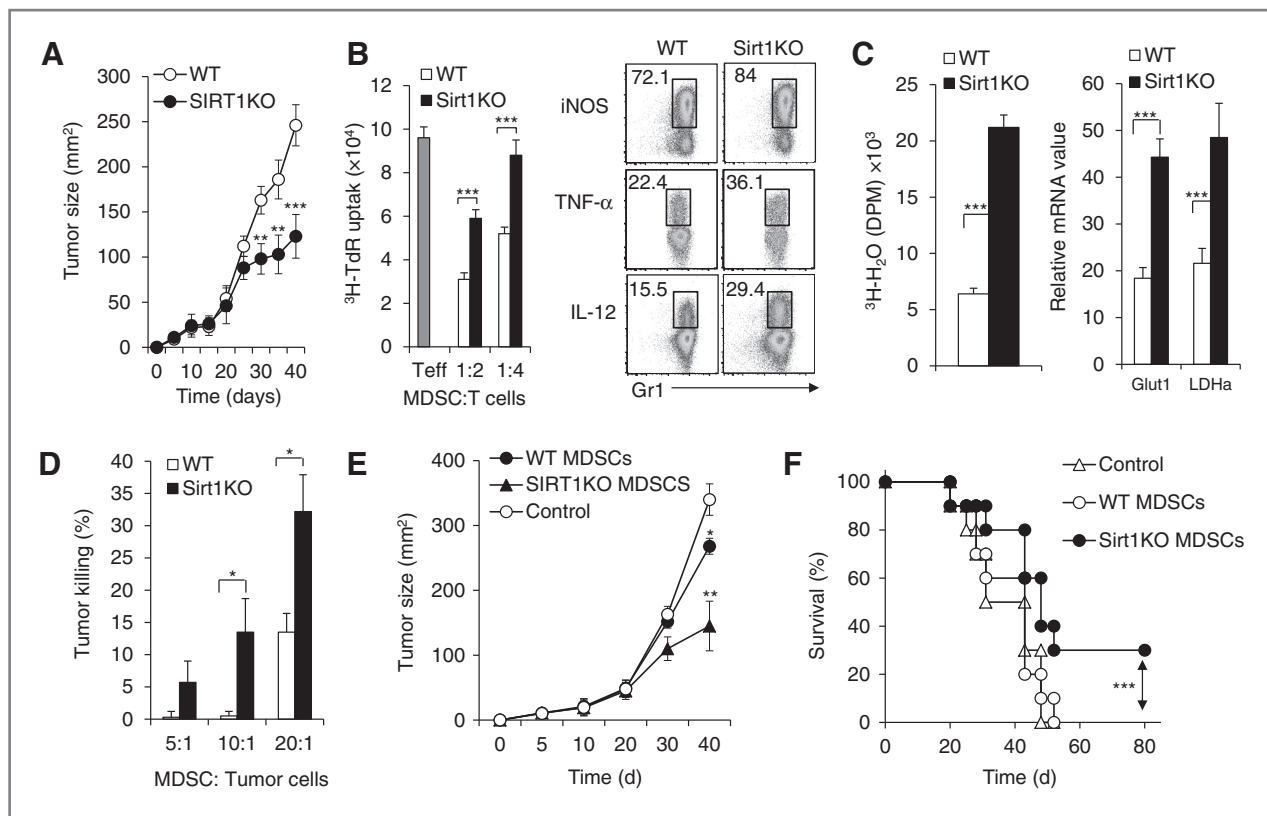 A
WT
SIRT1KO
Tumor size (mm²)
300
250
200
150
100
50
0
** ** ***
0 5 10 15 20 25 30 35 40
Time (days)
B
WT
Sirt1KO
³H-TdR uptak (×10⁴)
12
10
8
6
4
2
0
***
***
Teff 1:2 1:4
MDSC:T cells
WT Sirt1KO
iNOS
72.1 84
TNF-α
22.4 36.1
IL-12
15.5 29.4
Gr1
C
WT
Sirt1KO
³H-H₂O (DPM) ×10³
25
20
15
10
5
0
***
WT
Sirt1KO
Relative mRNA value
60
50
40
30
20
10
0
***
***
Glut1 LDHa
D
WT
Sirt1KO
Tumor killing (%)
40
35
30
25
20
15
10
5
0
*
*
5:1 10:1 20:1
MDSC: Tumor cells
E
WT MDSCs
SIRT1KO MDSCS
Control
Tumor size (mm²)
400
300
200
100
0
*
**
0 5 10 20 30 40
Time (d)
F
Control
WT MDSCs
Sirt1KO MDSCs
Survival (%)
100
80
60
40
20
0
***
0 20 40 60 80
Time (d)